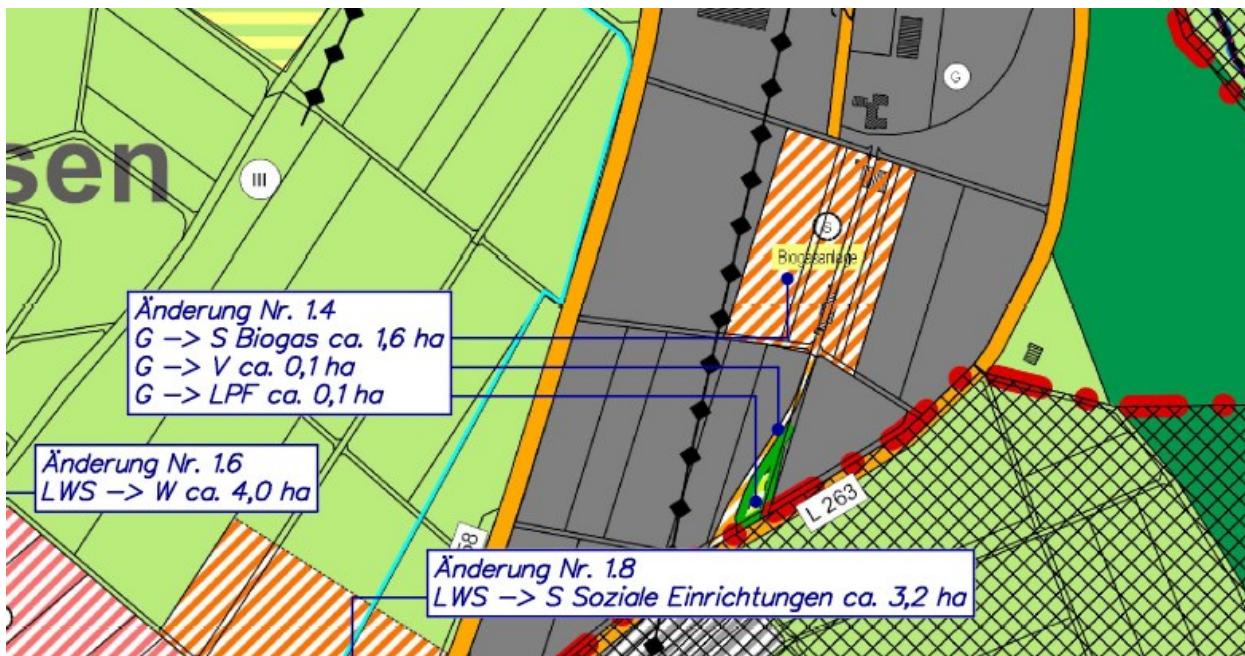 G
sen
III
S
Biogasanlage
Änderung Nr. 1.4
G -> S Biogas ca. 1,6 ha
G -> V ca. 0,1 ha
G -> LPF ca. 0,1 ha
Änderung Nr. 1.6
LWS -> W ca. 4,0 ha
L 263
58
Änderung Nr. 1.8
LWS -> S Soziale Einrichtungen ca. 3,2 ha